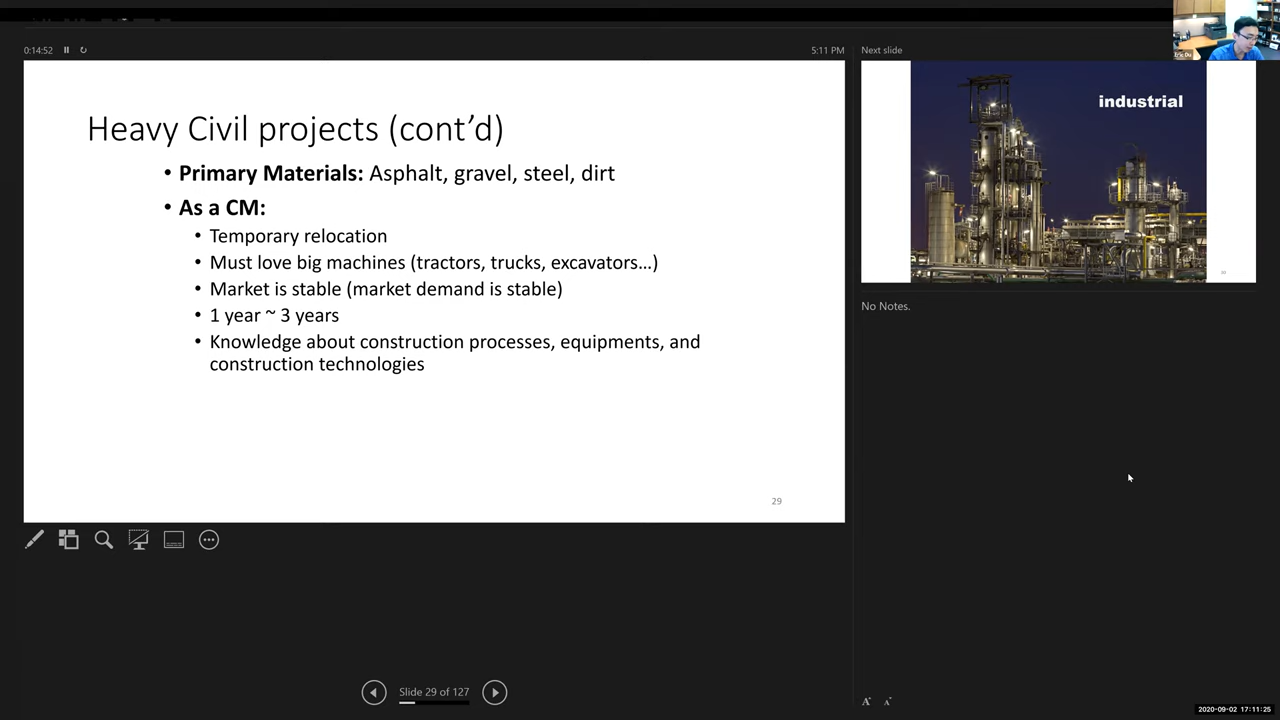 0:14:52
5:11 PM
Next slide
Eric Du
Heavy Civil projects (cont’d)
• Primary Materials: Asphalt, gravel, steel, dirt
• As a CM:
• Temporary relocation
• Must love big machines (tractors, trucks, excavators…)
• Market is stable (market demand is stable)
• 1 year ~ 3 years
• Knowledge about construction processes, equipments, and
construction technologies
29
industrial
30
No Notes.
Slide 29 of 127
A A
2020-09-02 17:11:25